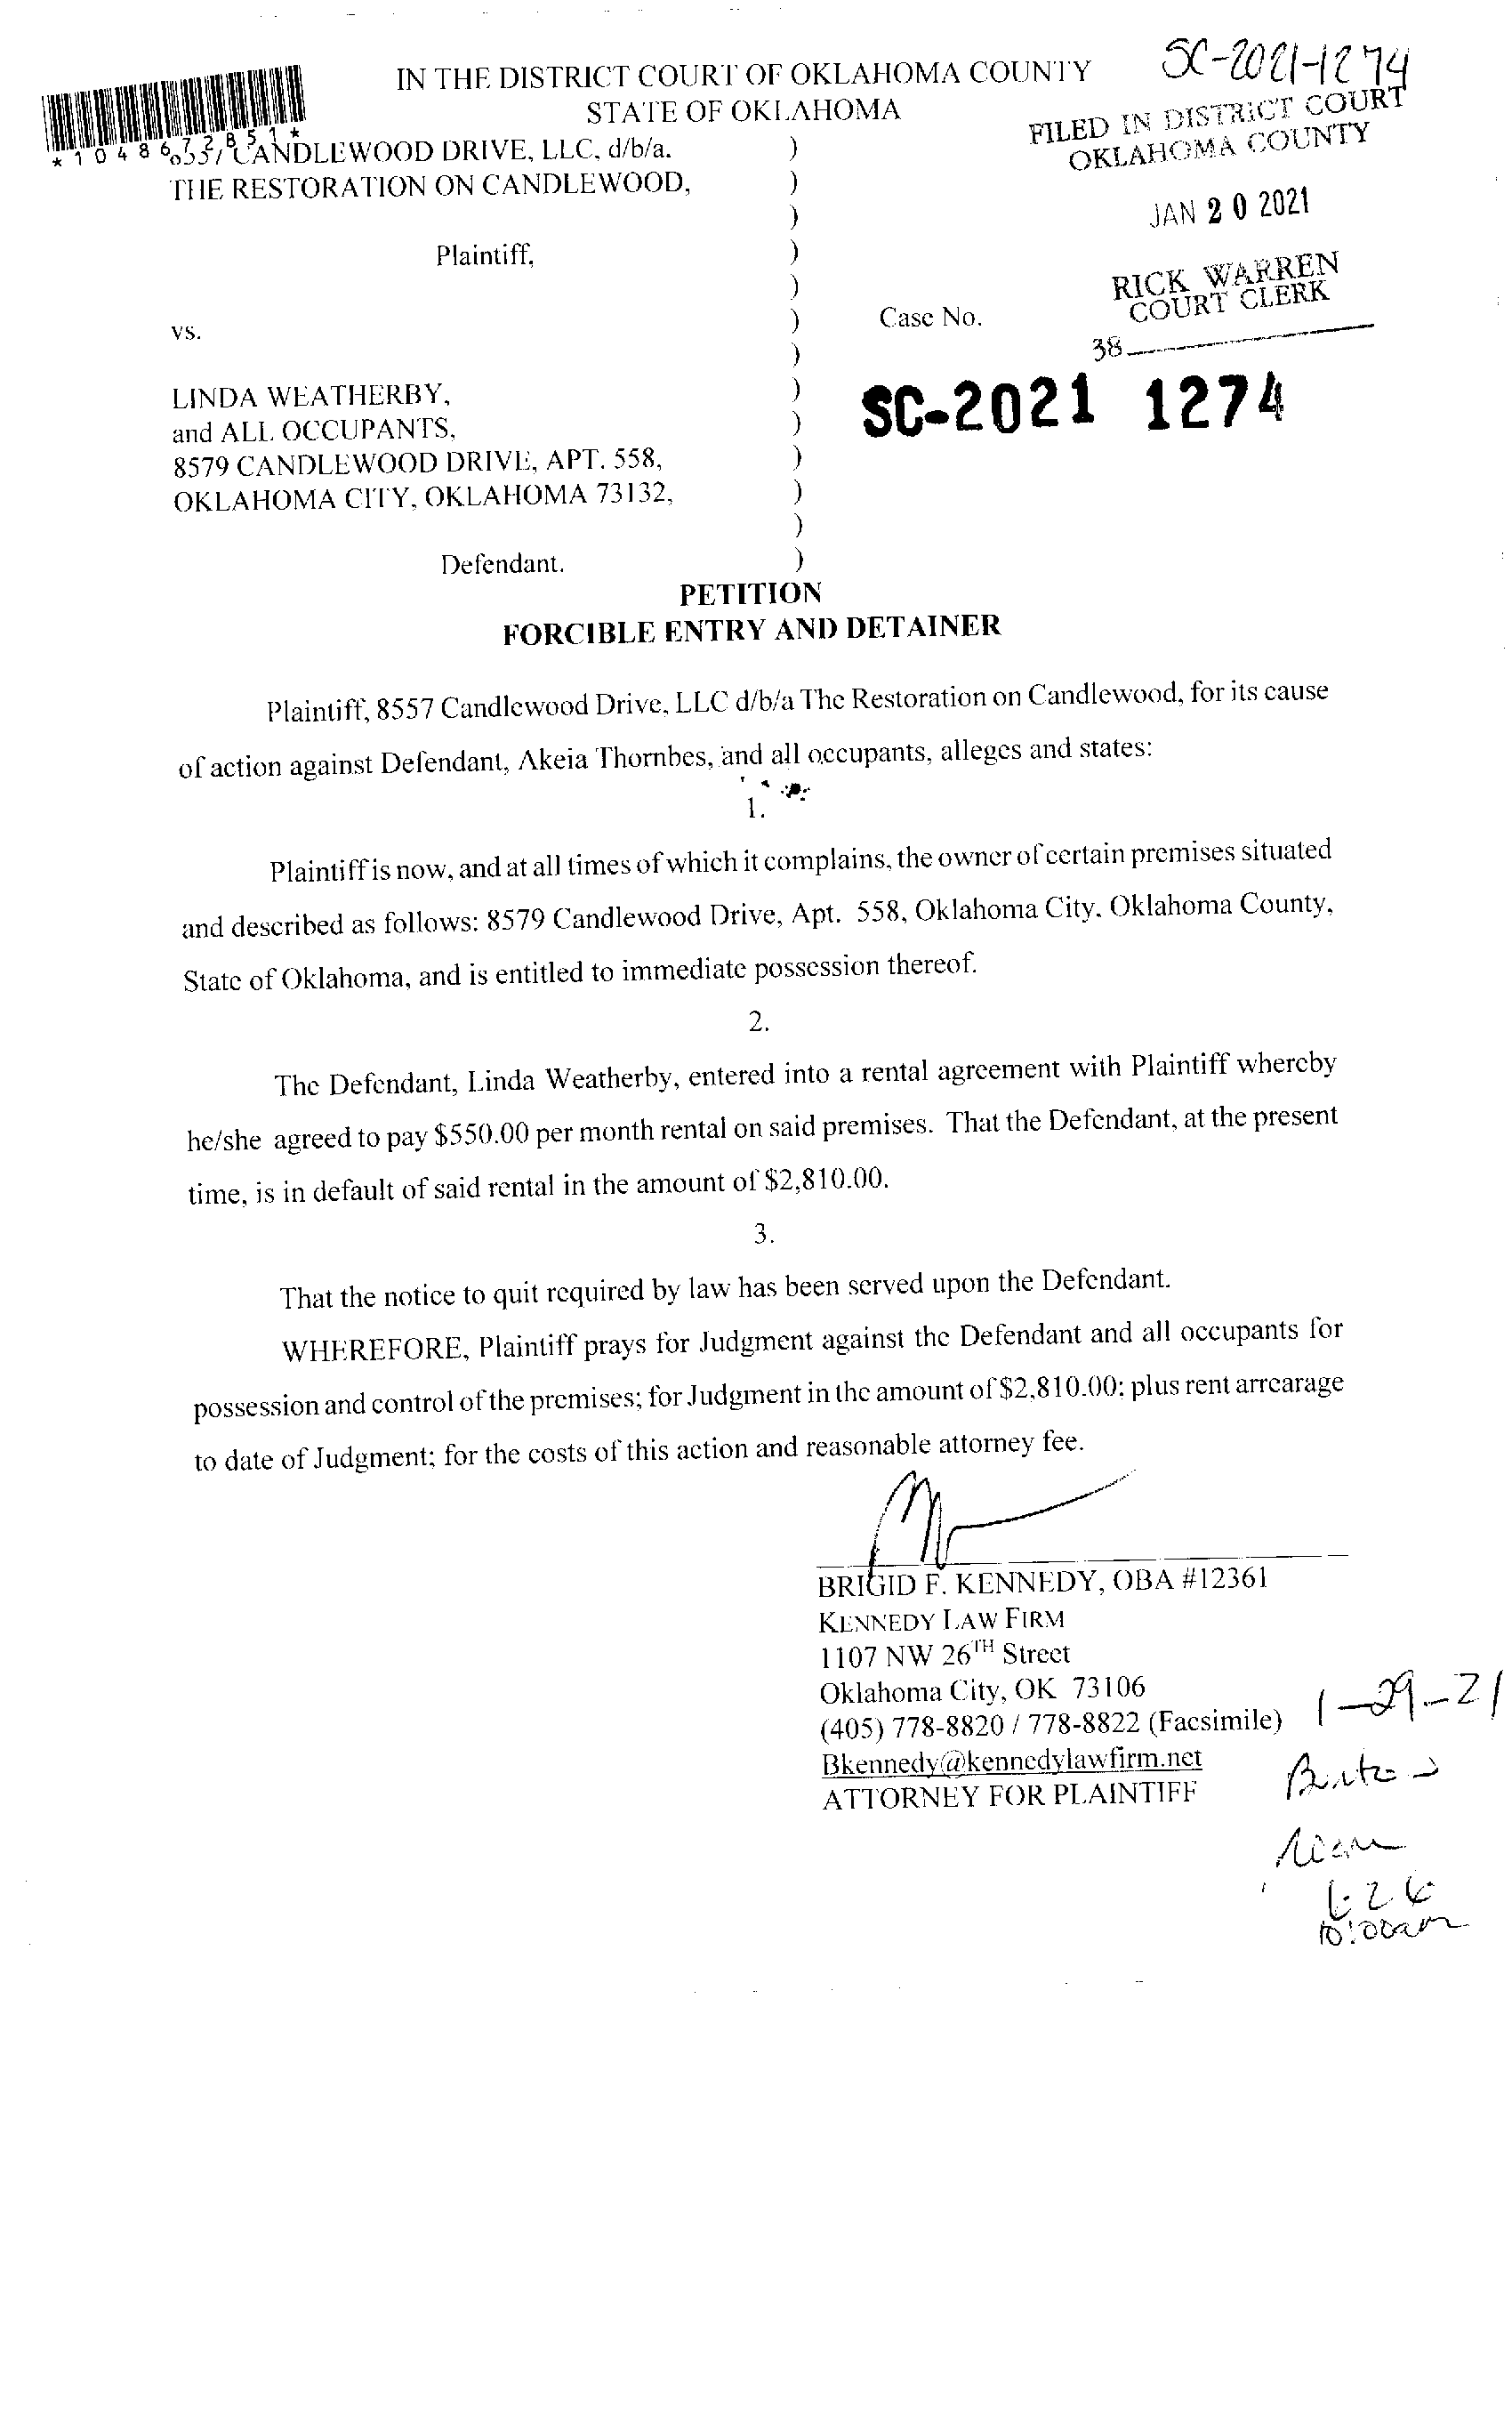 SC-2021-1274
IN THE DISTRICT COURT OF OKLAHOMA COUNTY
STATE OF OKLAHOMA
FILED IN DISTRICT COURT
OKLAHOMA COUNTY
* 1 0 4 8 6 7 2 8 5 1 *
CANDLEWOOD DRIVE, LLC, d/b/a. )
THE RESTORATION ON CANDLEWOOD, )
)
JAN 20 2021
Plaintiff, )
)
RICK WARREN
COURT CLERK
vs. ) Case No.
)
38
LINDA WEATHERBY, )
SC-2021 1274
and ALL OCCUPANTS, )
8579 CANDLEWOOD DRIVE, APT. 558, )
OKLAHOMA CITY, OKLAHOMA 73132, )
)
Defendant. )
PETITION
FORCIBLE ENTRY AND DETAINER
Plaintiff, 8557 Candlewood Drive, LLC d/b/a The Restoration on Candlewood, for its cause
of action against Defendant, Akeia Thornbes, and all occupants, alleges and states:
1.
Plaintiff is now, and at all times of which it complains, the owner of certain premises situated
and described as follows: 8579 Candlewood Drive, Apt. 558, Oklahoma City, Oklahoma County,
State of Oklahoma, and is entitled to immediate possession thereof.
2.
The Defendant, Linda Weatherby, entered into a rental agreement with Plaintiff whereby
he/she agreed to pay $550.00 per month rental on said premises. That the Defendant, at the present
time, is in default of said rental in the amount of $2,810.00.
3.
That the notice to quit required by law has been served upon the Defendant.
WHEREFORE, Plaintiff prays for Judgment against the Defendant and all occupants for
possession and control of the premises; for Judgment in the amount of $2,810.00; plus rent arrearage
to date of Judgment; for the costs of this action and reasonable attorney fee.
BRIGID F. KENNEDY, OBA #12361
KENNEDY LAW FIRM
1107 NW 26TH Street
Oklahoma City, OK 73106
(405) 778-8820 / 778-8822 (Facsimile)
1-29-21
Bkennedy@kennedylawfirm.net
ATTORNEY FOR PLAINTIFF
10:00am